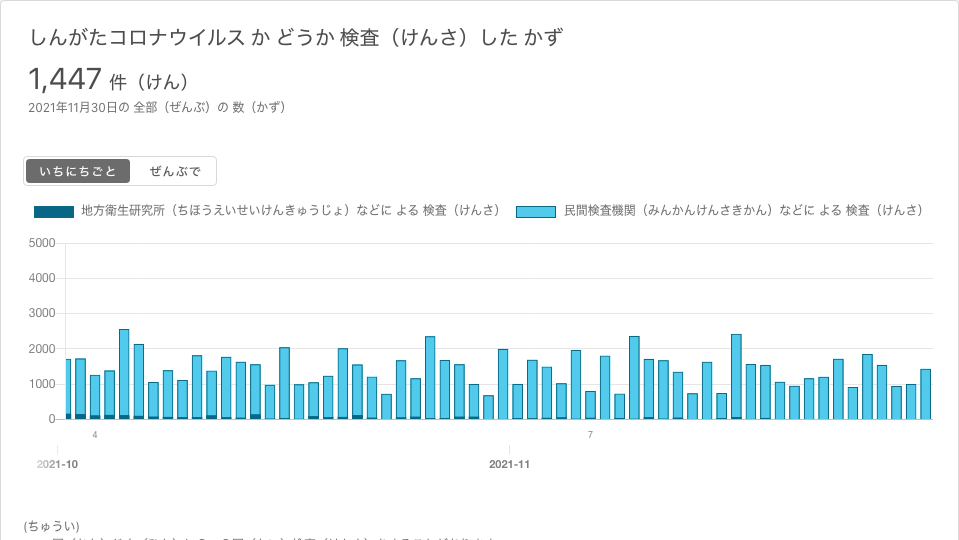 しんがたコロナウイルス か どうか 検査（けんさ）した かず
1,447 件（けん）
2021年11月30日の 全部（ぜんぶ）の 数（かず）
いちにちごと ぜんぶで
地方衛生研究所（ちほうえいせいけんきゅうじょ）などに よる 検査（けんさ） 民間検査機関（みんかんけんさきかん）などに よる 検査（けんさ）
5000
4000
3000
2000
1000
0
4 7
2021-10 2021-11
(ちゅうい)